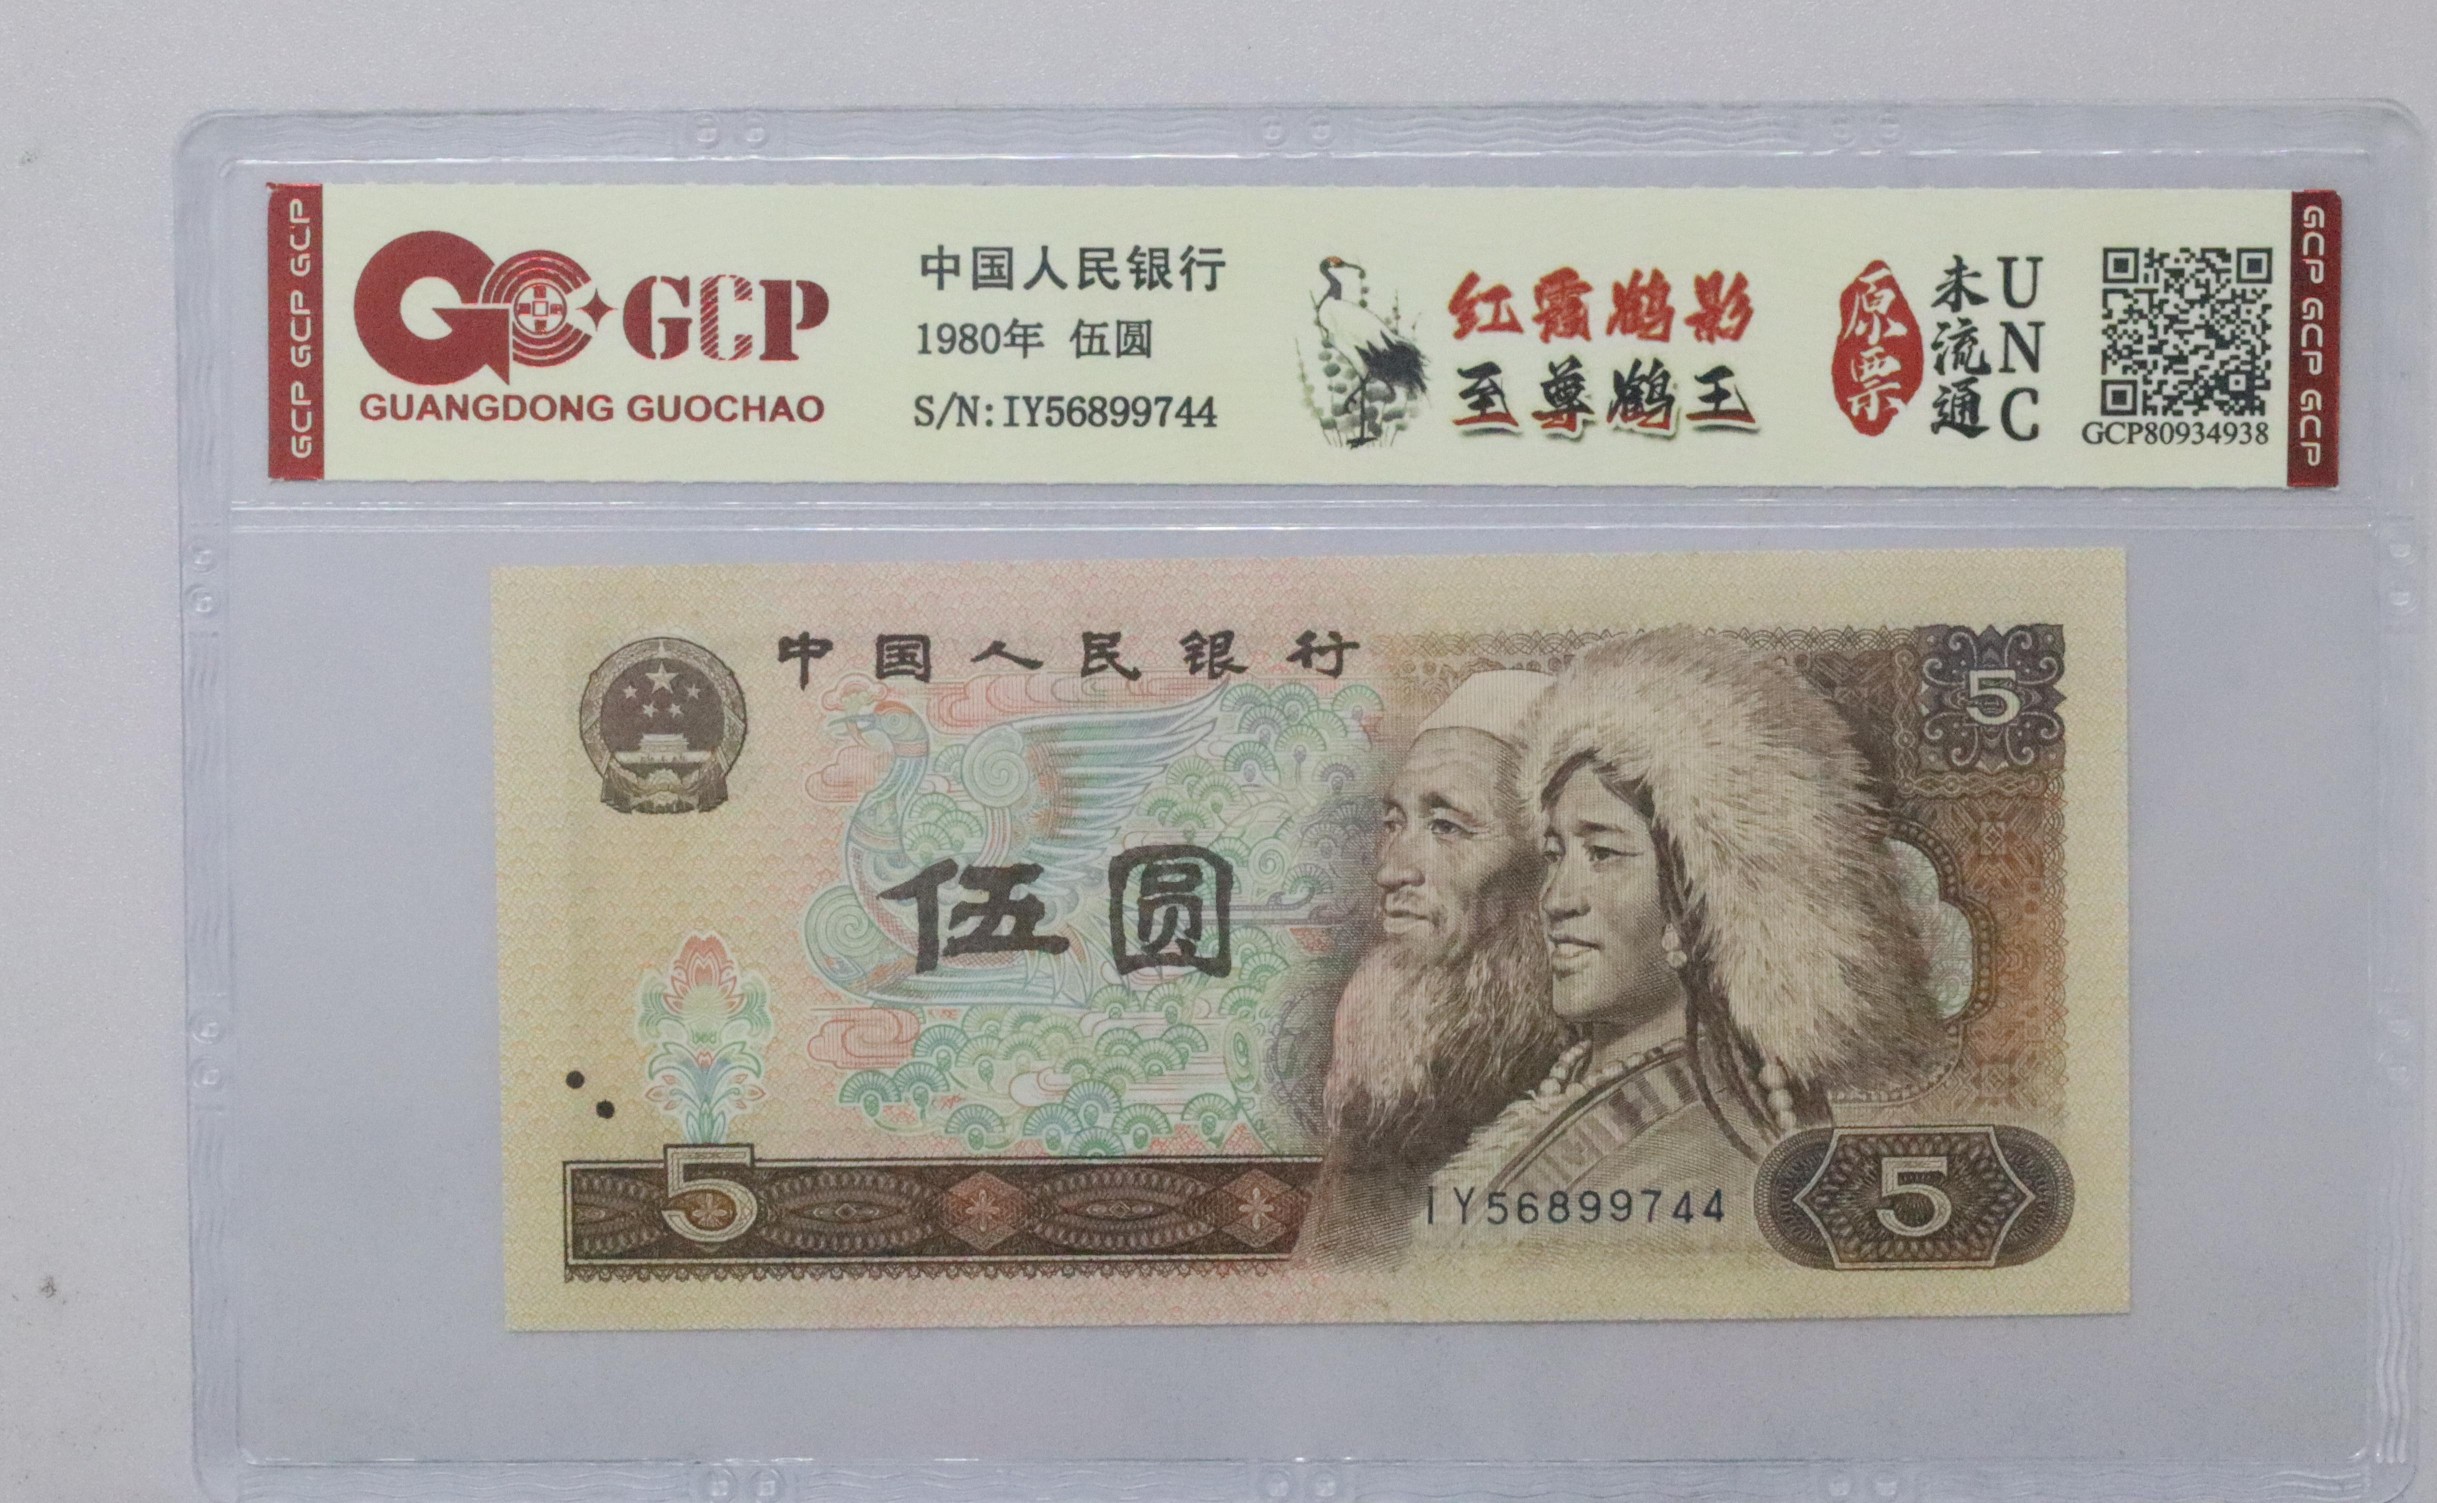 GCP GCP GCP
GCP
GUANGDONG GUOCHAO
中国人民银行
1980年 伍圆
S/N: IY56899744
红霞鹤影
至尊鹤王
原票
未流通
UNC
GCP80934938
GCP GCP GCP
中国人民银行
5
伍圆
5
IY56899744
5